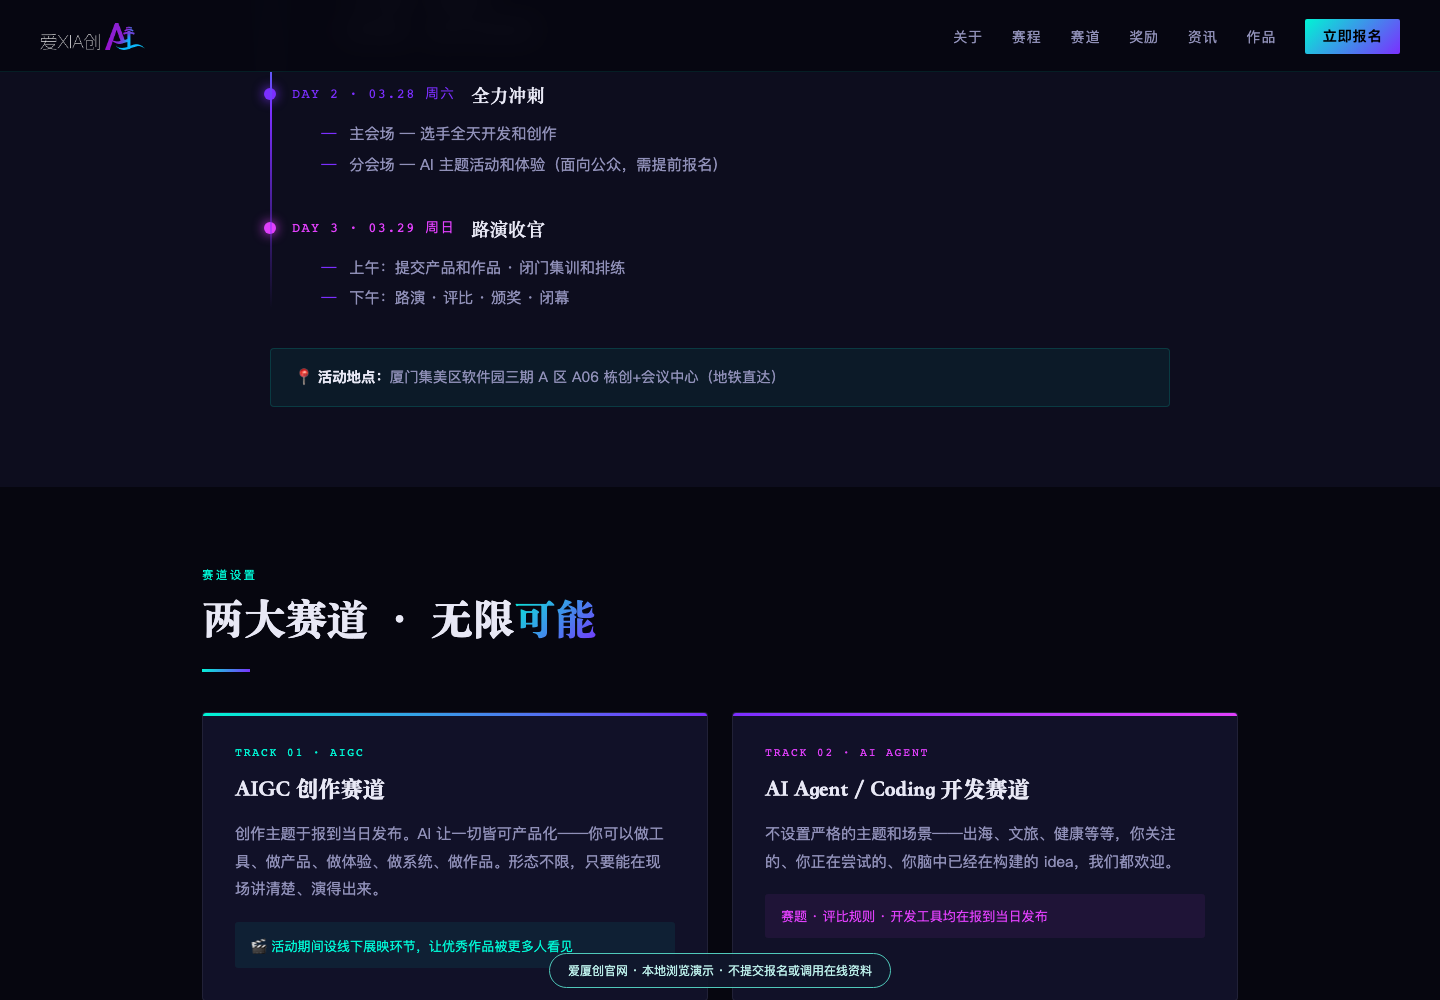 爱XIA创 AI
关于
赛程
赛道
奖励
资讯
作品
立即报名
DAY 2 · 03.28 周六 全力冲刺
— 主会场 — 选手全天开发和创作
— 分会场 — AI 主题活动和体验（面向公众，需提前报名）
DAY 3 · 03.29 周日 路演收官
— 上午：提交产品和作品 · 闭门集训和排练
— 下午：路演 · 评比 · 颁奖 · 闭幕
📍 活动地点：厦门集美区软件园三期 A 区 A06 栋创+会议中心（地铁直达）
赛道设置
两大赛道 · 无限可能
TRACK 01 · AIGC
AIGC 创作赛道
创作主题于报到当日发布。AI 让一切皆可产品化——你可以做工
具、做产品、做体验、做系统、做作品。形态不限，只要能在现
场讲清楚、演得出来。
🎬 活动期间设线下展映环节，让优秀作品被更多人看见
TRACK 02 · AI AGENT
AI Agent / Coding 开发赛道
不设置严格的主题和场景——出海、文旅、健康等等，你关注
的、你正在尝试的、你脑中已经在构建的 idea，我们都欢迎。
赛题 · 评比规则 · 开发工具均在报到当日发布
爱厦创官网 · 本地浏览演示 · 不提交报名或调用在线资料